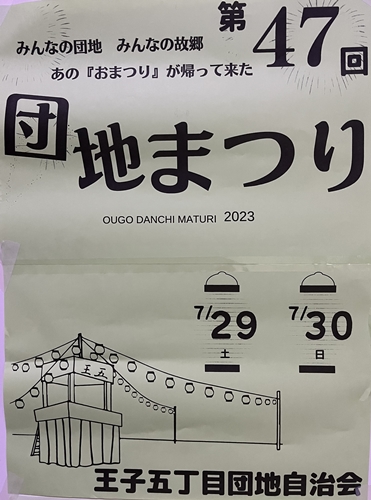 第47回
みんなの団地 みんなの故郷
あの『おまつり』が帰って来た
団地まつり
OUGO DANCHI MATURI 2023
7/29 7/30
土 日
王五
王子五丁目団地自治会